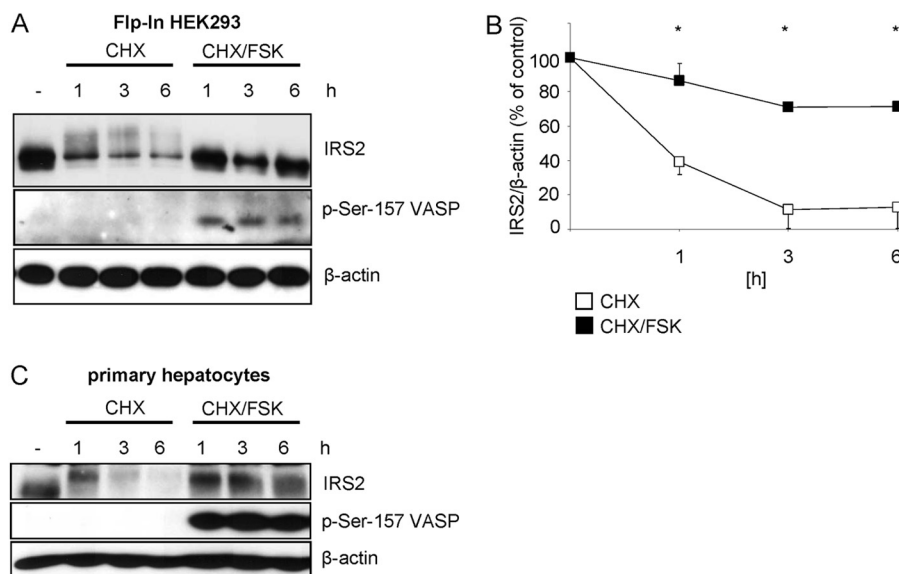 A
Flp-In HEK293
CHX CHX/FSK
- 1 3 6 1 3 6 h
IRS2
p-Ser-157 VASP
β-actin
B
* * *
IRS2/β-actin (% of control)
100
80
60
40
20
0
1 3 6
[h]
CHX
CHX/FSK
C
primary hepatocytes
CHX CHX/FSK
- 1 3 6 1 3 6 h
IRS2
p-Ser-157 VASP
β-actin